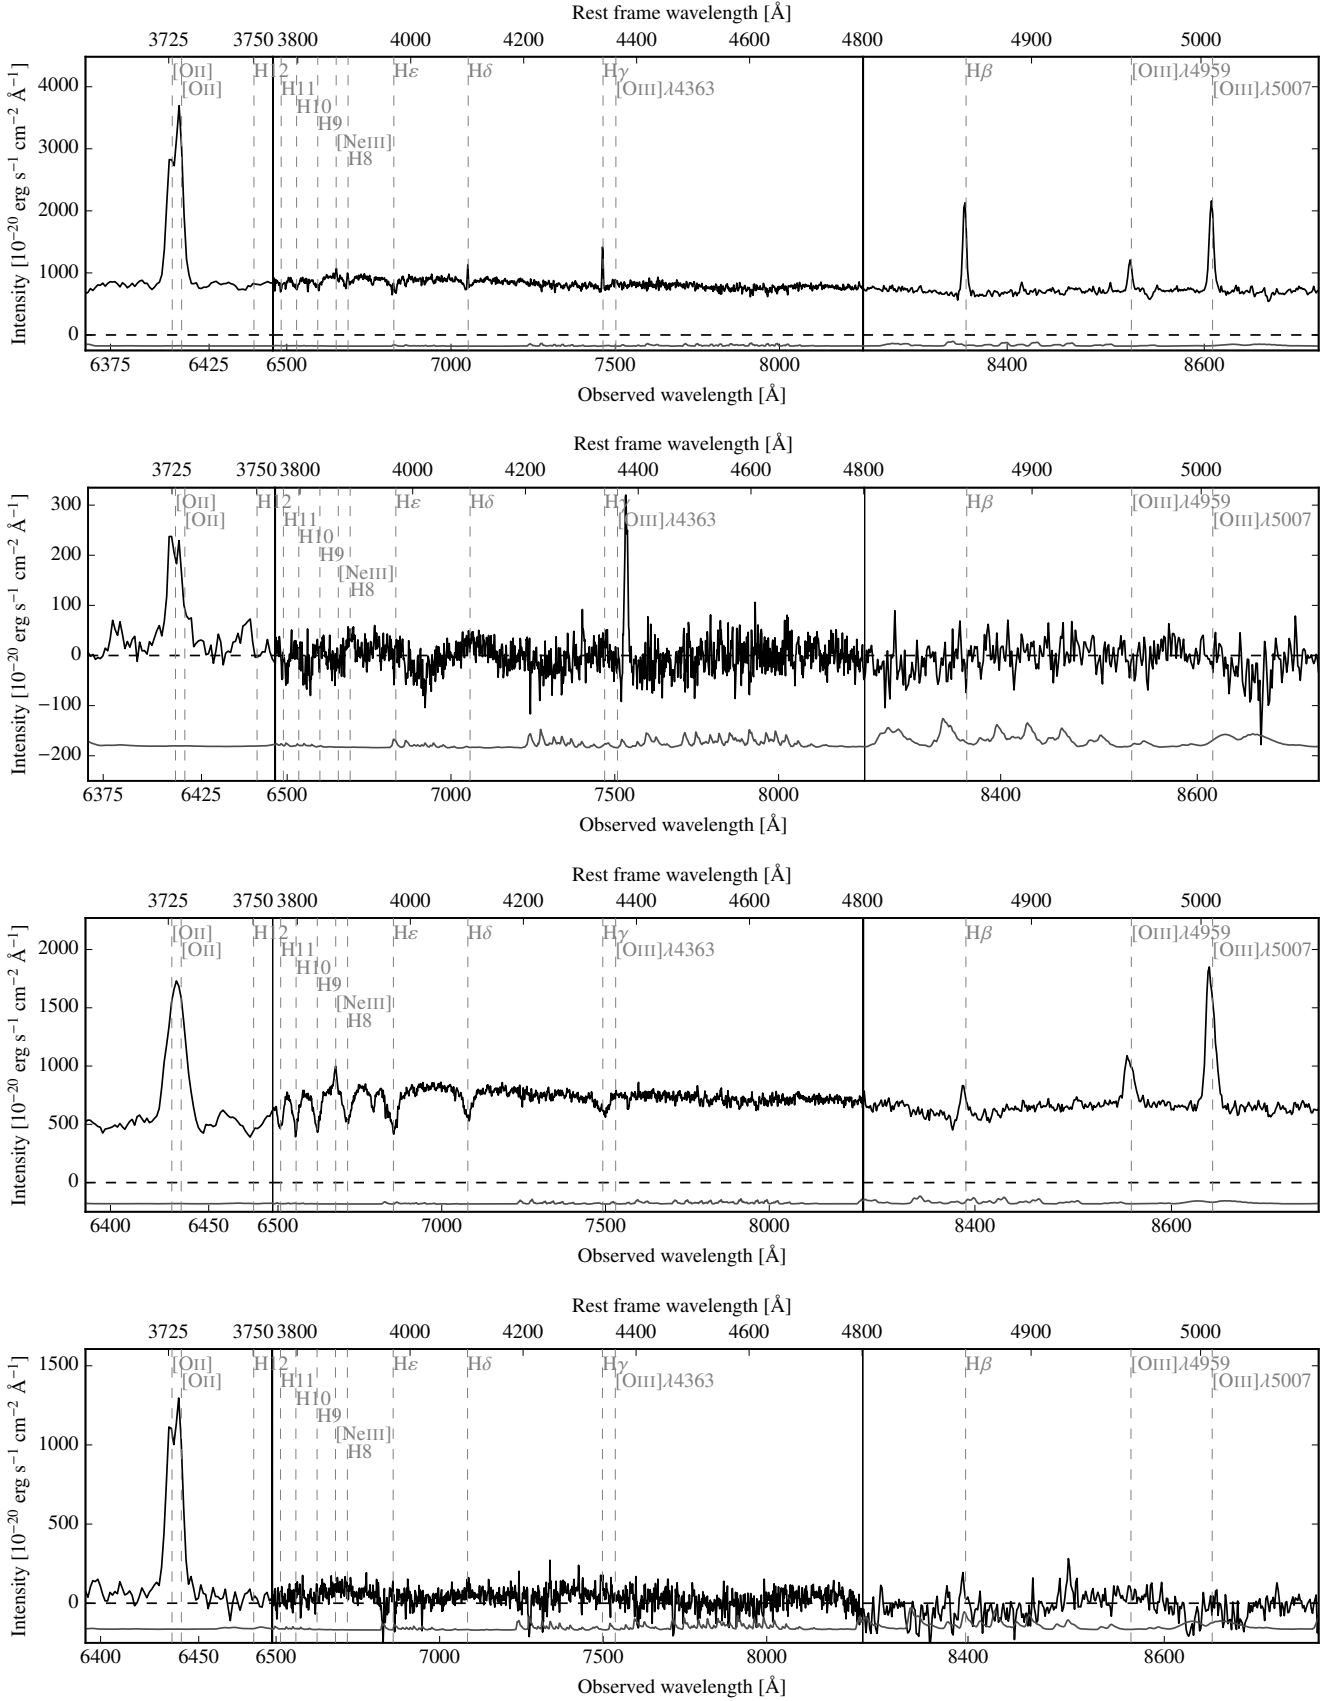 Rest frame wavelength [Å]
3725 3750 3800 4000 4200 4400 4600 4800 4900 5000
[OII] H12 Hε Hδ Hγ Hβ [OIII]λ4959
[OII] H11 [OIII]λ4363 [OIII]λ5007
H10
H9
[NeIII]
H8
4000
3000
2000
1000
0
Intensity [10⁻²⁰ erg s⁻¹ cm⁻² Å⁻¹]
6375 6425 6500 7000 7500 8000 8400 8600
Observed wavelength [Å]
Rest frame wavelength [Å]
3725 3750 3800 4000 4200 4400 4600 4800 4900 5000
[OII] H12 Hε Hδ Hγ Hβ [OIII]λ4959
[OII] H11 [OIII]λ4363 [OIII]λ5007
H10
H9
[NeIII]
H8
300
200
100
0
−100
−200
Intensity [10⁻²⁰ erg s⁻¹ cm⁻² Å⁻¹]
6375 6425 6500 7000 7500 8000 8400 8600
Observed wavelength [Å]
Rest frame wavelength [Å]
3725 3750 3800 4000 4200 4400 4600 4800 4900 5000
[OII] H12 Hε Hδ Hγ Hβ [OIII]λ4959
[OII] H11 [OIII]λ4363 [OIII]λ5007
H10
H9
[NeIII]
H8
2000
1500
1000
500
0
Intensity [10⁻²⁰ erg s⁻¹ cm⁻² Å⁻¹]
6400 6450 6500 7000 7500 8000 8400 8600
Observed wavelength [Å]
Rest frame wavelength [Å]
3725 3750 3800 4000 4200 4400 4600 4800 4900 5000
[OII] H12 Hε Hδ Hγ Hβ [OIII]λ4959
[OII] H11 [OIII]λ4363 [OIII]λ5007
H10
H9
[NeIII]
H8
1500
1000
500
0
Intensity [10⁻²⁰ erg s⁻¹ cm⁻² Å⁻¹]
6400 6450 6500 7000 7500 8000 8400 8600
Observed wavelength [Å]